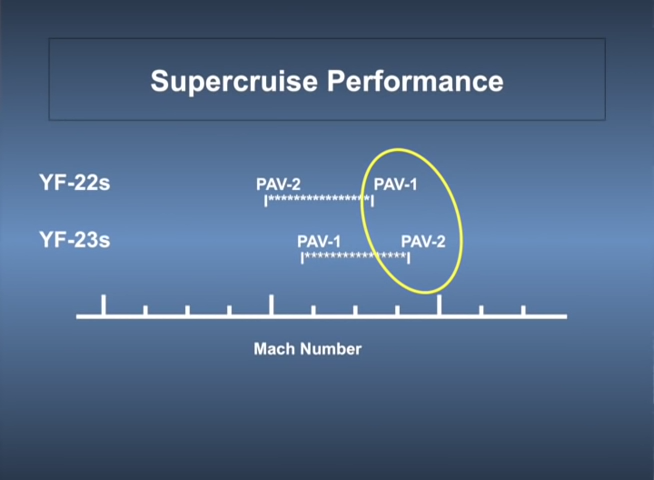 Supercruise Performance
YF-22s PAV-2 PAV-1
|*****************|
YF-23s PAV-1 PAV-2
|*****************|
Mach Number